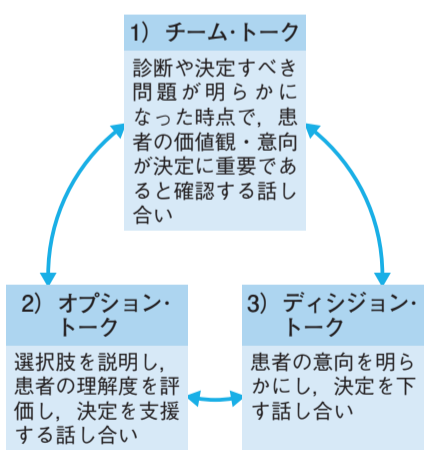 1）チーム・トーク
診断や決定すべき
問題が明らかに
なった時点で，患
者の価値観・意向
が決定に重要であ
ると確認する話し
合い
2）オプション・
トーク
選択肢を説明し，
患者の理解度を評
価し，決定を支援
する話し合い
3）ディシジョン・
トーク
患者の意向を明ら
かにし，決定を下
す話し合い